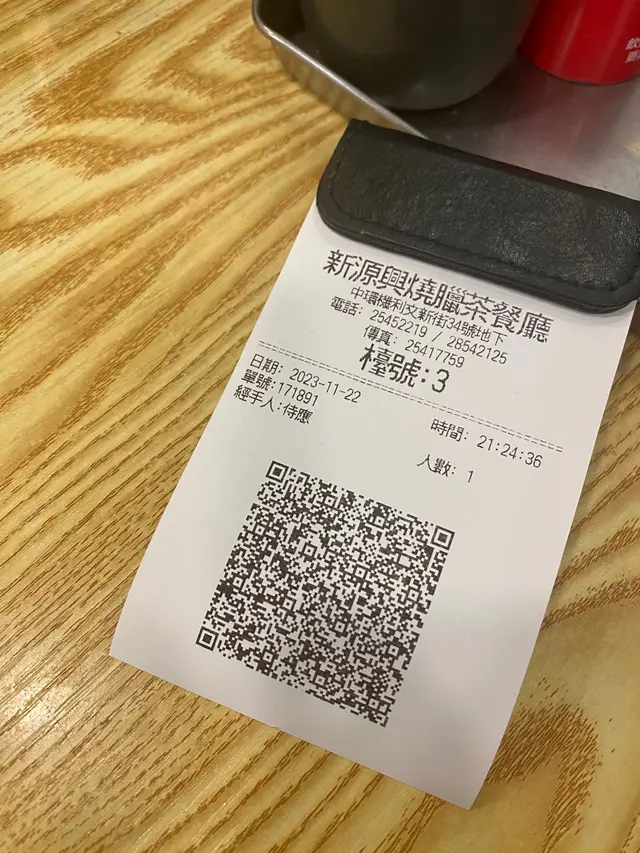 新源興燒臘茶餐廳
中環機利文新街34號地下
電話: 25452219 / 28542125
傳真: 25417759
檯號:3
日期: 2023-11-22 時間: 21:24:36
單號:171891
經手人:侍應 人數: 1